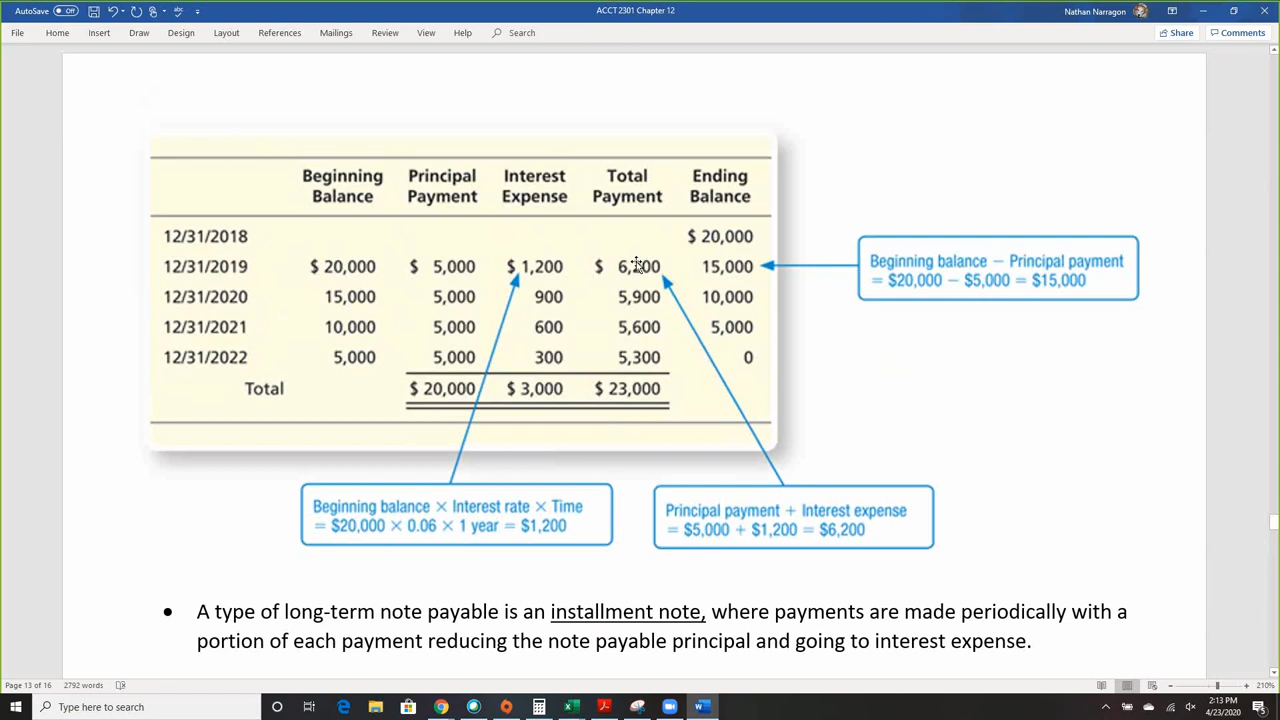 AutoSave Off
ACCT 2301 Chapter 12
Nathan Narragon
File Home Insert Draw Design Layout References Mailings Review View Help Search Share Comments
Beginning Balance Principal Payment Interest Expense Total Payment Ending Balance
12/31/2018 $ 20,000
12/31/2019 $ 20,000 $ 5,000 $ 1,200 $ 6,200 15,000
12/31/2020 15,000 5,000 900 5,900 10,000
12/31/2021 10,000 5,000 600 5,600 5,000
12/31/2022 5,000 5,000 300 5,300 0
Total $ 20,000 $ 3,000 $ 23,000
Beginning balance − Principal payment
= $20,000 − $5,000 = $15,000
Beginning balance × Interest rate × Time
= $20,000 × 0.06 × 1 year = $1,200
Principal payment + Interest expense
= $5,000 + $1,200 = $6,200
• A type of long-term note payable is an installment note, where payments are made periodically with a
portion of each payment reducing the note payable principal and going to interest expense.
Page 13 of 16 2792 words 210%
Type here to search
2:13 PM
4/23/2020